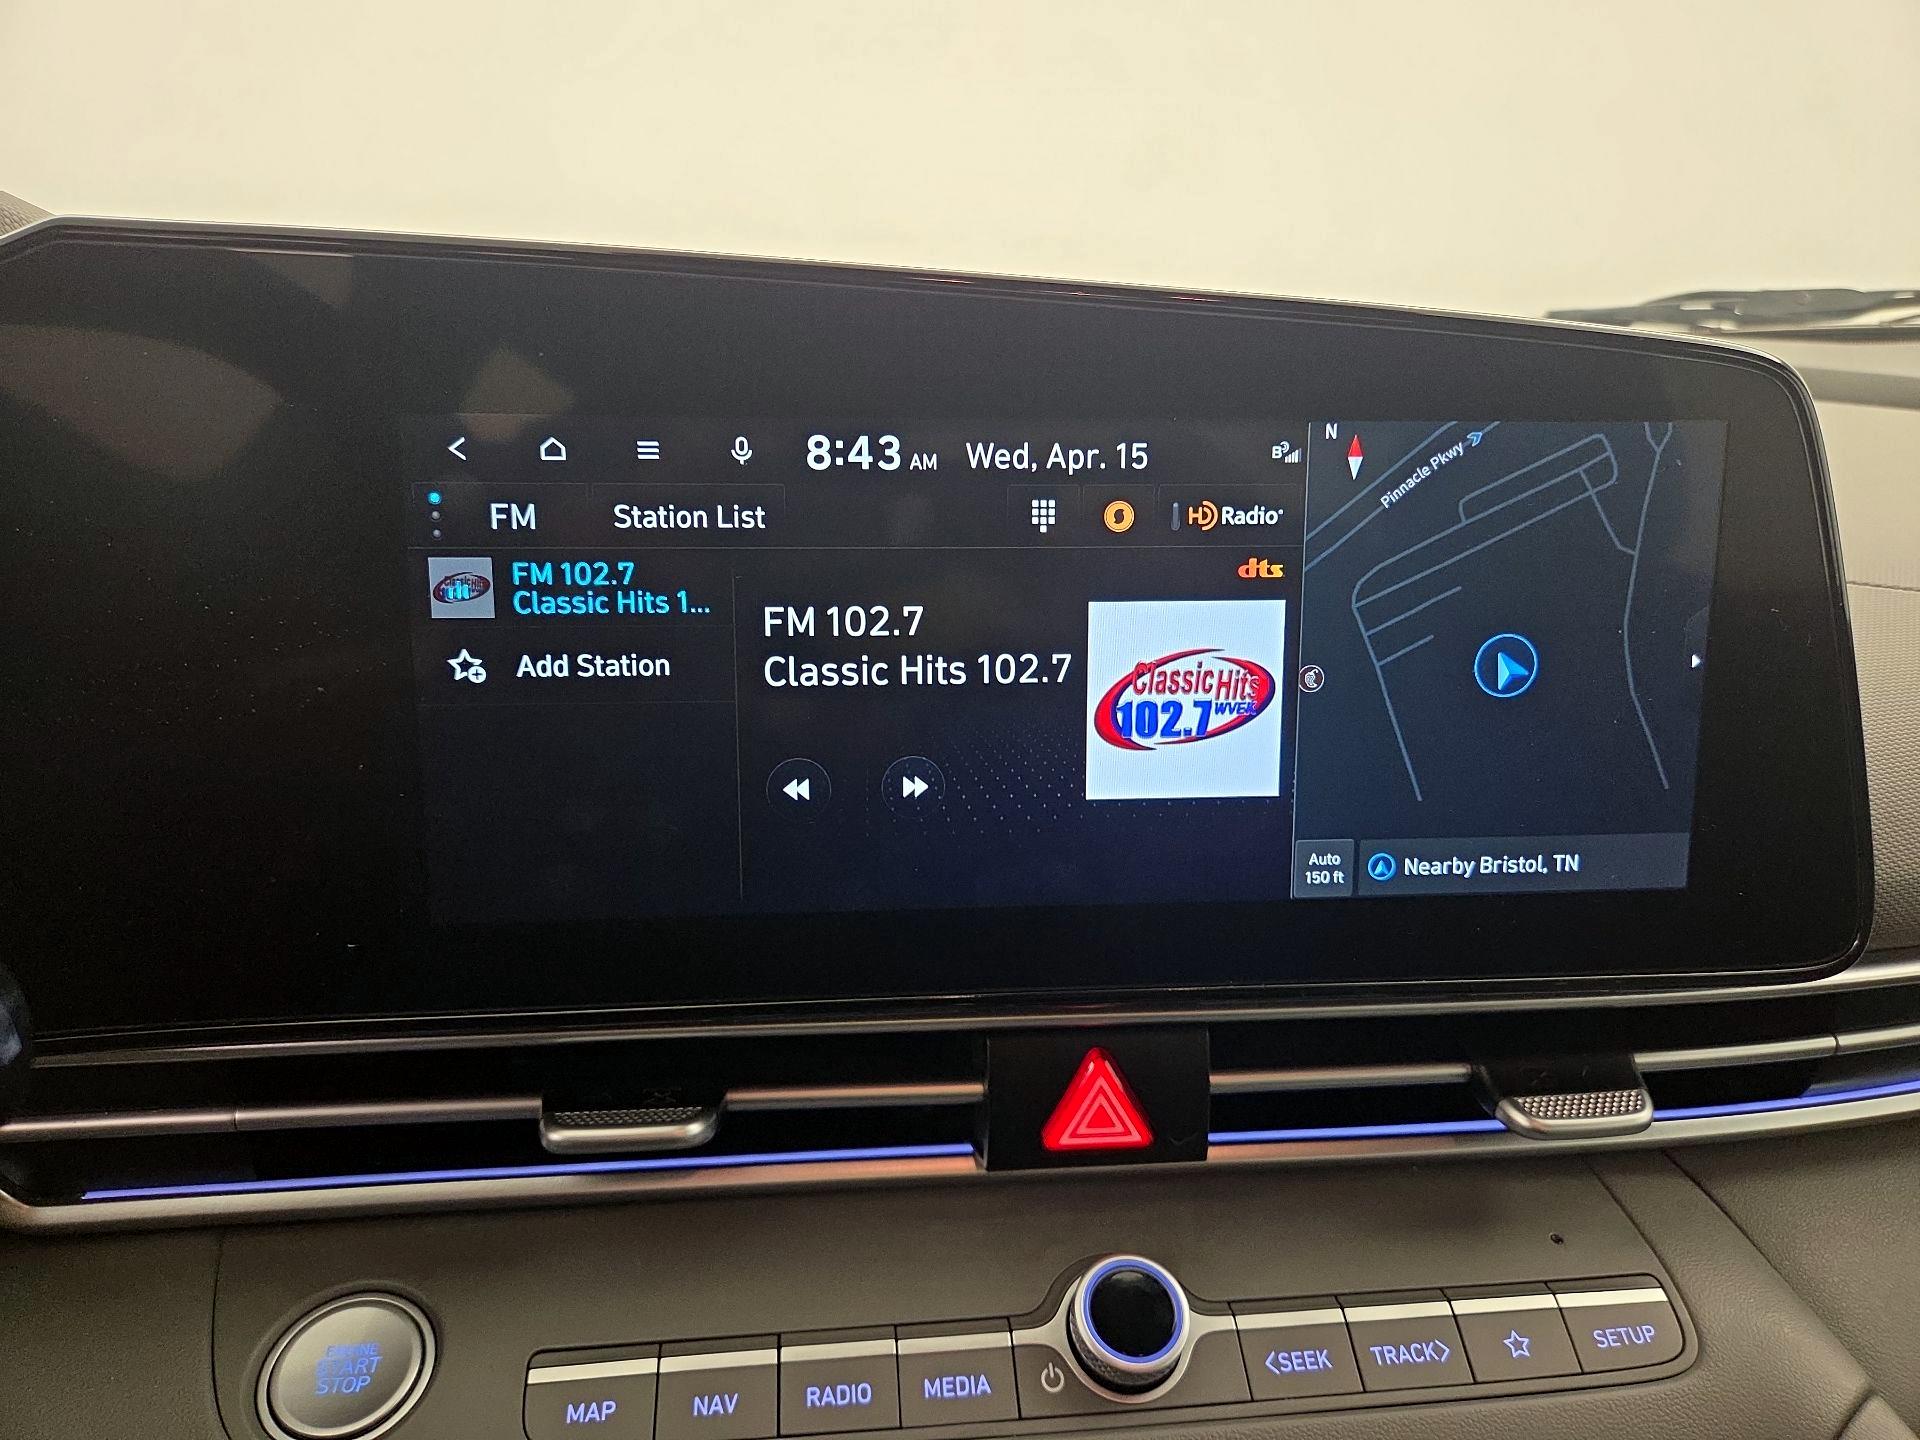 8:43 AM Wed, Apr. 15
B
FM
Station List
HD Radio
dts
FM 102.7
Classic Hits 1...
Add Station
FM 102.7
Classic Hits 102.7
Classic Hits
102.7 WVEK
N
Pinnacle Pkwy
Auto
150 ft
Nearby Bristol, TN
ENGINE
START
STOP
MAP
NAV
RADIO
MEDIA
<SEEK
TRACK>
SETUP